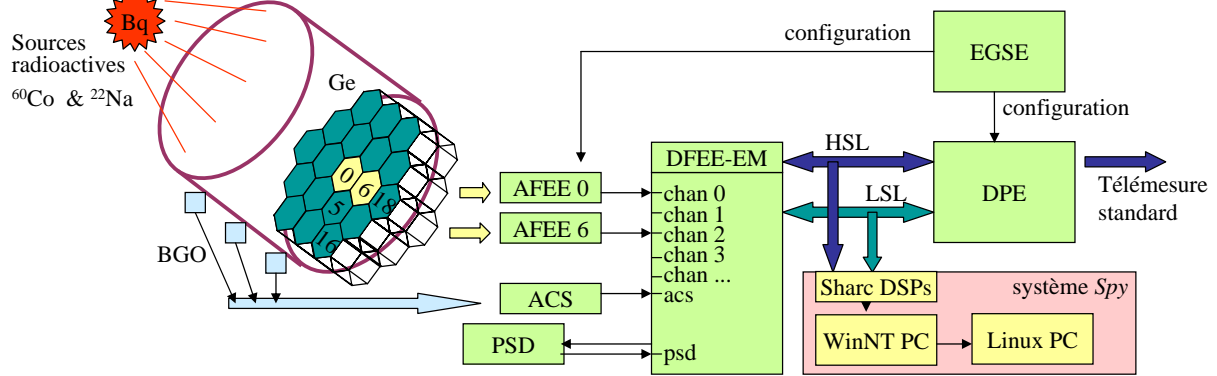 Bq
Sources
radioactives
⁶⁰Co & ²²Na
Ge
0
6
5
18
16
BGO
configuration
EGSE
configuration
AFEE 0
AFEE 6
ACS
PSD
DFEE-EM
chan 0
chan 1
chan 2
chan 3
chan ...
acs
psd
HSL
LSL
DPE
Télémesure
standard
Sharc DSPs
système Spy
WinNT PC
Linux PC